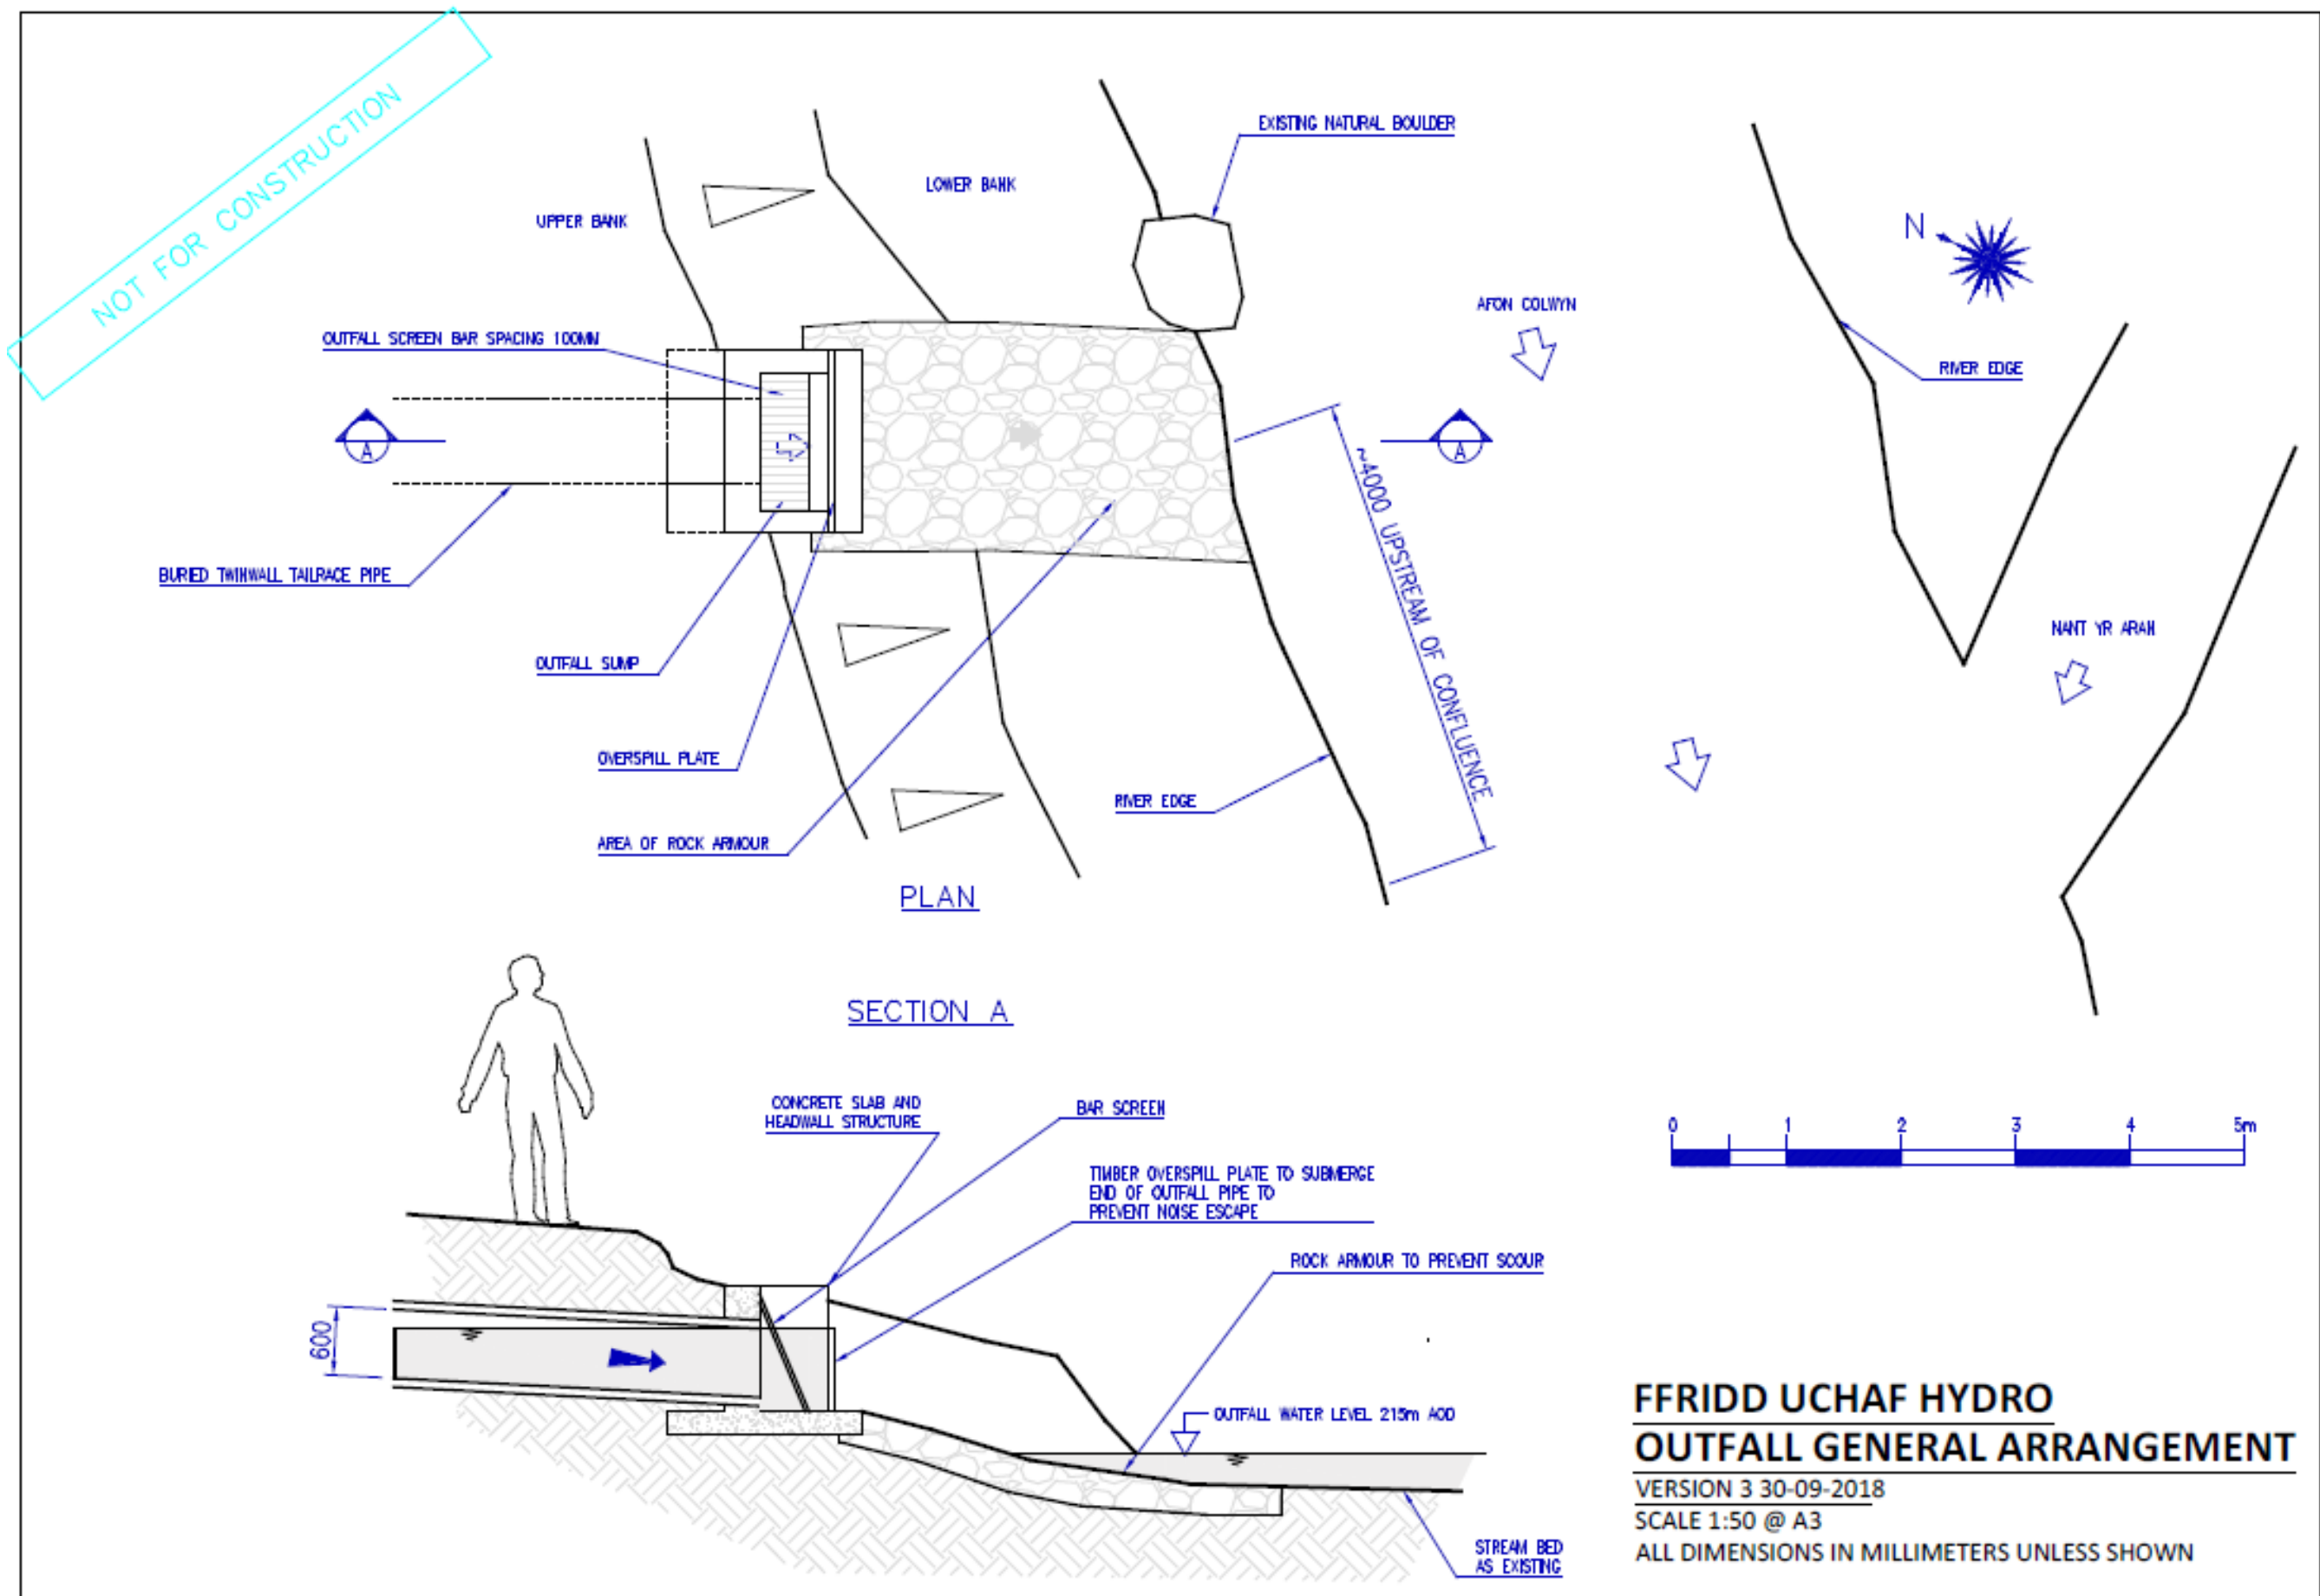 NOT FOR CONSTRUCTION
EXISTING NATURAL BOULDER
LOWER BANK
UPPER BANK
N
AFON COLWYN
OUTFALL SCREEN BAR SPACING 100MM
RIVER EDGE
A
A
~4000 UPSTREAM OF CONFLUENCE
BURIED TWINWALL TAILRACE PIPE
NANT YR ARAN
OUTFALL SUMP
OVERSPILL PLATE
RIVER EDGE
AREA OF ROCK ARMOUR
PLAN
SECTION A
CONCRETE SLAB AND
HEADWALL STRUCTURE
BAR SCREEN
0 1 2 3 4 5m
TIMBER OVERSPILL PLATE TO SUBMERGE
END OF OUTFALL PIPE TO
PREVENT NOISE ESCAPE
ROCK ARMOUR TO PREVENT SCOUR
600
OUTFALL WATER LEVEL 215m AOD
STREAM BED
AS EXISTING
FFRIDD UCHAF HYDRO
OUTFALL GENERAL ARRANGEMENT
VERSION 3 30-09-2018
SCALE 1:50 @ A3
ALL DIMENSIONS IN MILLIMETERS UNLESS SHOWN